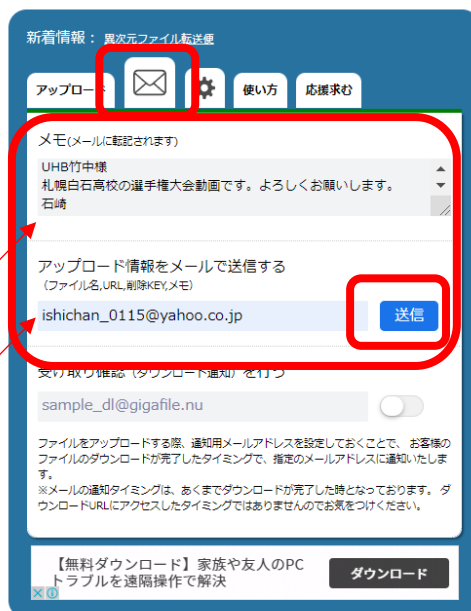 新着情報： 異次元ファイル転送便
アップロード
使い方
応援求む
メモ(メールに転記されます)
UHB竹中様
札幌白石高校の選手権大会動画です。よろしくお願いします。
石崎
アップロード情報をメールで送信する
（ファイル名,URL,削除KEY,メモ）
ishichan_0115@yahoo.co.jp
送信
受け取り確認（ダウンロード通知）を行う
sample_dl@gigafile.nu
ファイルをアップロードする際、通知用メールアドレスを設定しておくことで、 お客様の
ファイルのダウンロードが完了したタイミングで、指定のメールアドレスに通知いたしま
す。
※メールの通知タイミングは、あくまでダウンロードが完了した時となっております。 ダ
ウンロードURLにアクセスしたタイミングではありませんのでお気をつけください。
【無料ダウンロード】家族や友人のPC
トラブルを遠隔操作で解決
ダウンロード